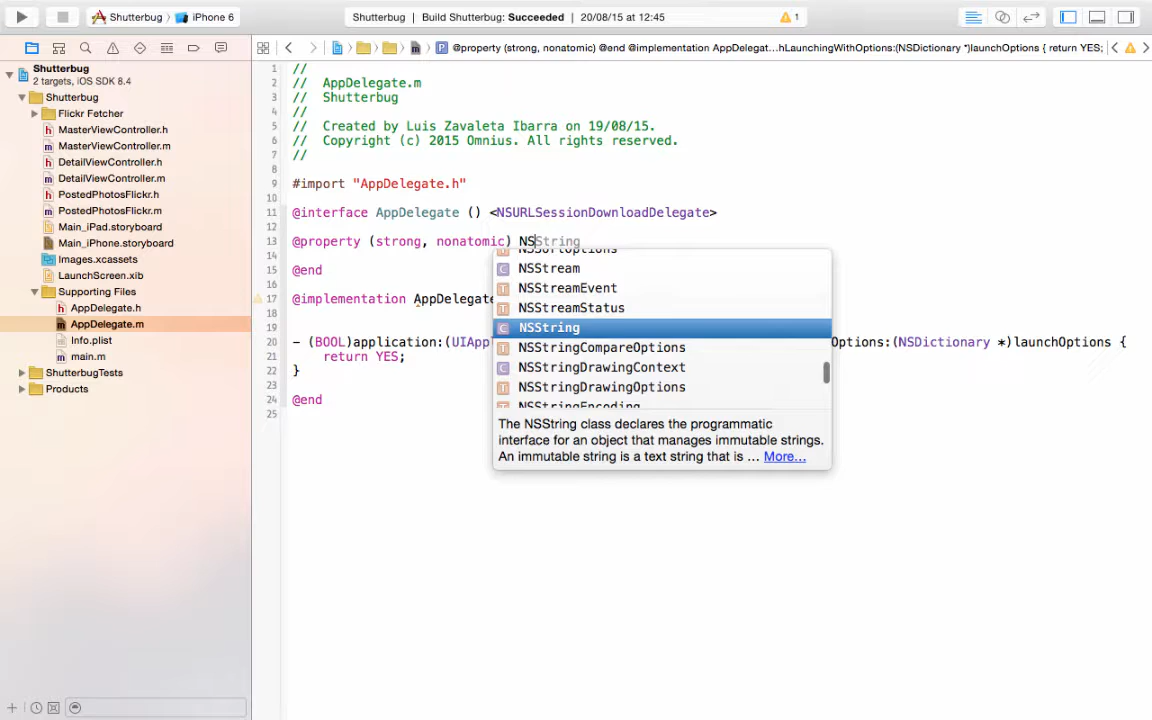 Shutterbug iPhone 6
Shutterbug | Build Shutterbug: Succeeded | 20/08/15 at 12:45
1
@property (strong, nonatomic) @end @implementation AppDelegat...hLaunchingWithOptions:(NSDictionary *)launchOptions { return YES;
Shutterbug
2 targets, iOS SDK 8.4
Shutterbug
Flickr Fetcher
MasterViewController.h
MasterViewController.m
DetailViewController.h
DetailViewController.m
PostedPhotosFlickr.h
PostedPhotosFlickr.m
Main_iPad.storyboard
Main_iPhone.storyboard
Images.xcassets
LaunchScreen.xib
Supporting Files
AppDelegate.h
AppDelegate.m
Info.plist
main.m
ShutterbugTests
Products
1 //
2 // AppDelegate.m
3 // Shutterbug
4 //
5 // Created by Luis Zavaleta Ibarra on 19/08/15.
6 // Copyright (c) 2015 Omnius. All rights reserved.
7 //
8
9 #import "AppDelegate.h"
10
11 @interface AppDelegate () <NSURLSessionDownloadDelegate>
12
13 @property (strong, nonatomic) NSString
14
15 @end
16
17 @implementation AppDelegate
18
19
20 - (BOOL)application:(UIApp Options:(NSDictionary *)launchOptions {
21 return YES;
22 }
23
24 @end
25
NSStream
NSStreamEvent
NSStreamStatus
NSString
NSStringCompareOptions
NSStringDrawingContext
NSStringDrawingOptions
NSStringEncoding
The NSString class declares the programmatic
interface for an object that manages immutable strings.
An immutable string is a text string that is ... More...